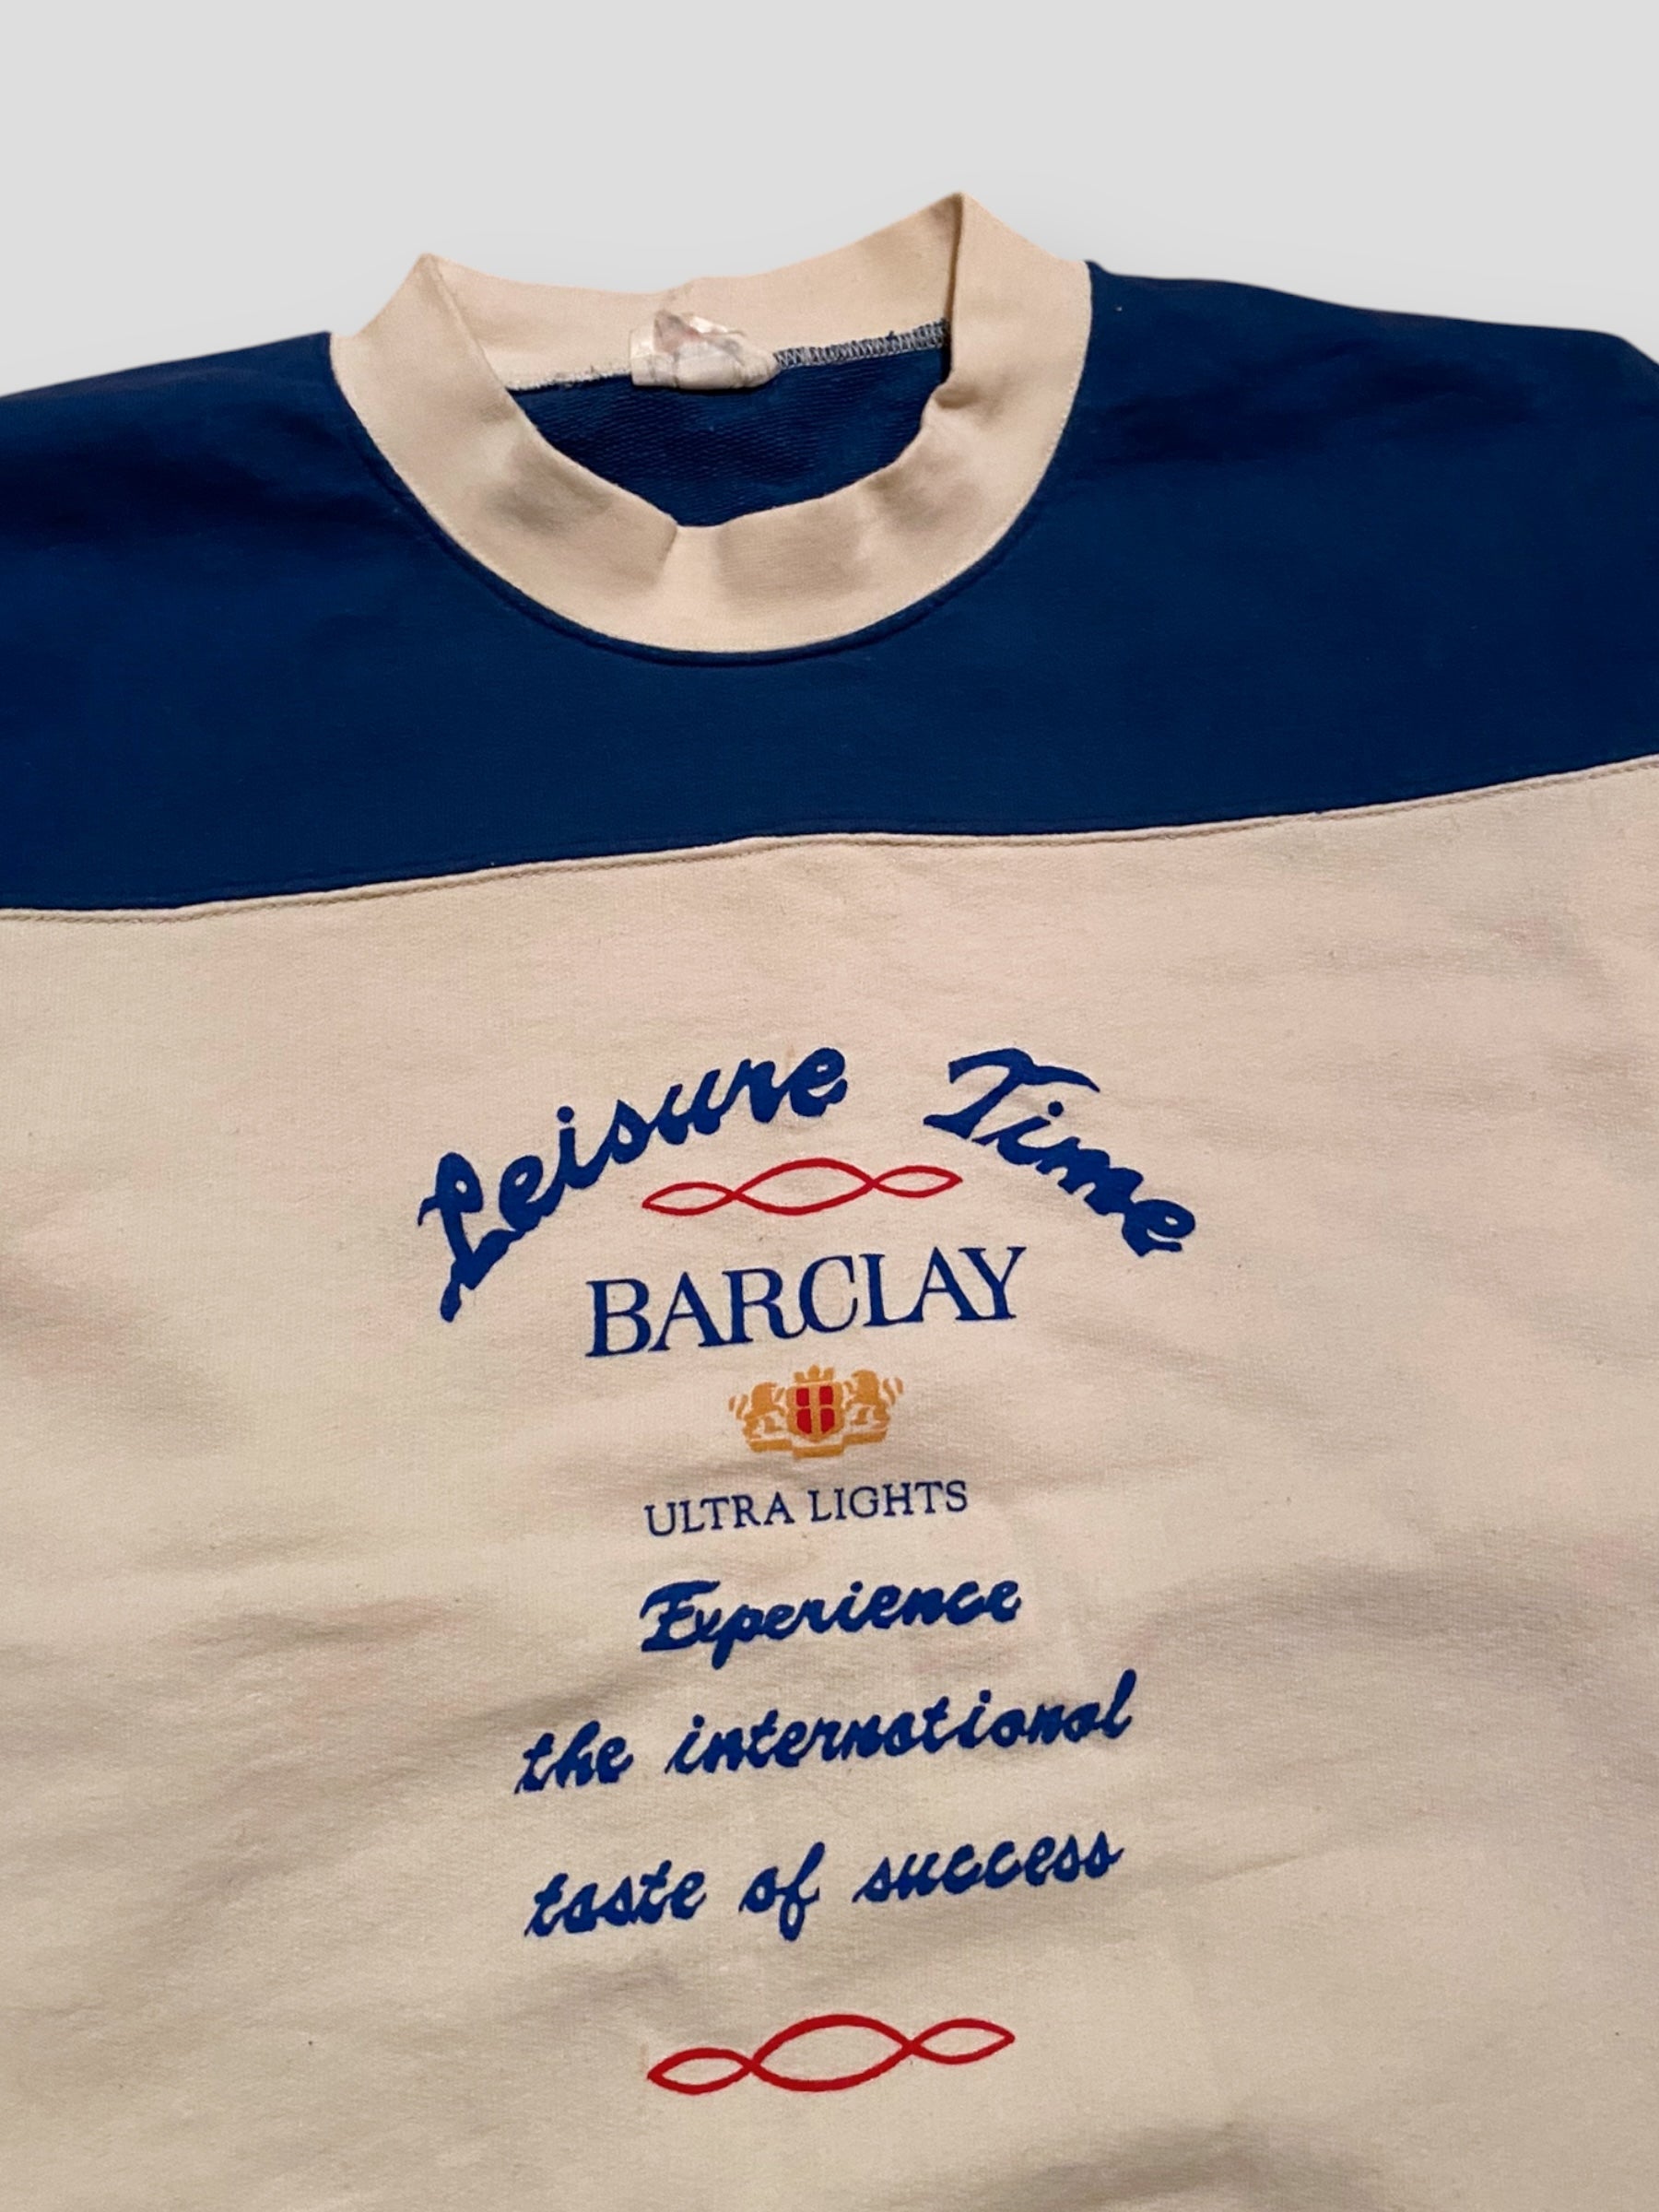 Leisure Time
BARCLAY
ULTRA LIGHTS
Experience
the international
taste of success